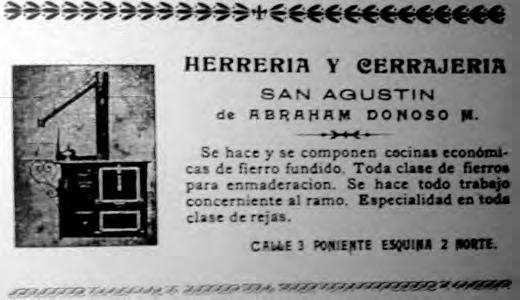 HERRERIA Y CERRAJERIA
SAN AGUSTIN
de ABRAHAM DONOSO M.
Se hace y se componen cocinas económi-
cas de fierro fundido. Toda clase de fierros
para enmaderacion. Se hace todo trabajo
concerniente al ramo. Especialidad en toda
clase de rejas.
CALLE 3 PONIENTE ESQUINA 2 NORTE.